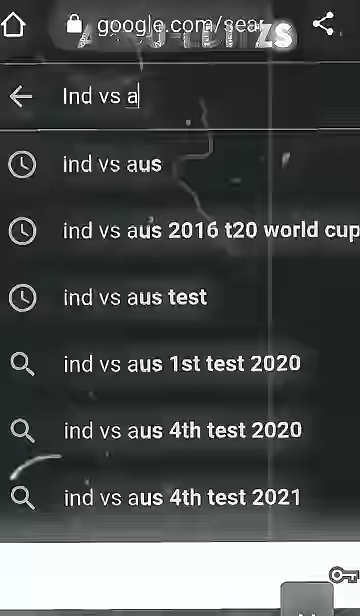 google.com/sear
ZS
Ind vs a
ind vs aus
ind vs aus 2016 t20 world cup
ind vs aus test
ind vs aus 1st test 2020
ind vs aus 4th test 2020
ind vs aus 4th test 2021